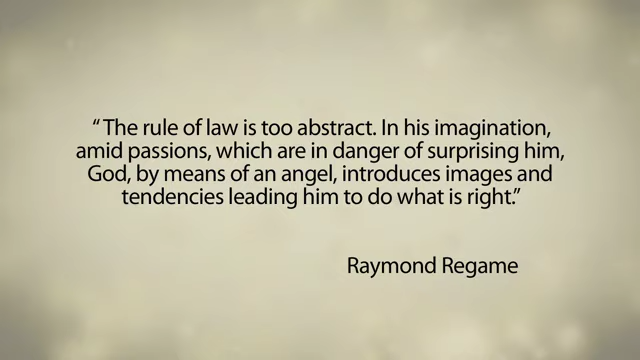 “ The rule of law is too abstract. In his imagination,
amid passions, which are in danger of surprising him,
God, by means of an angel, introduces images and
tendencies leading him to do what is right.”
Raymond Regame